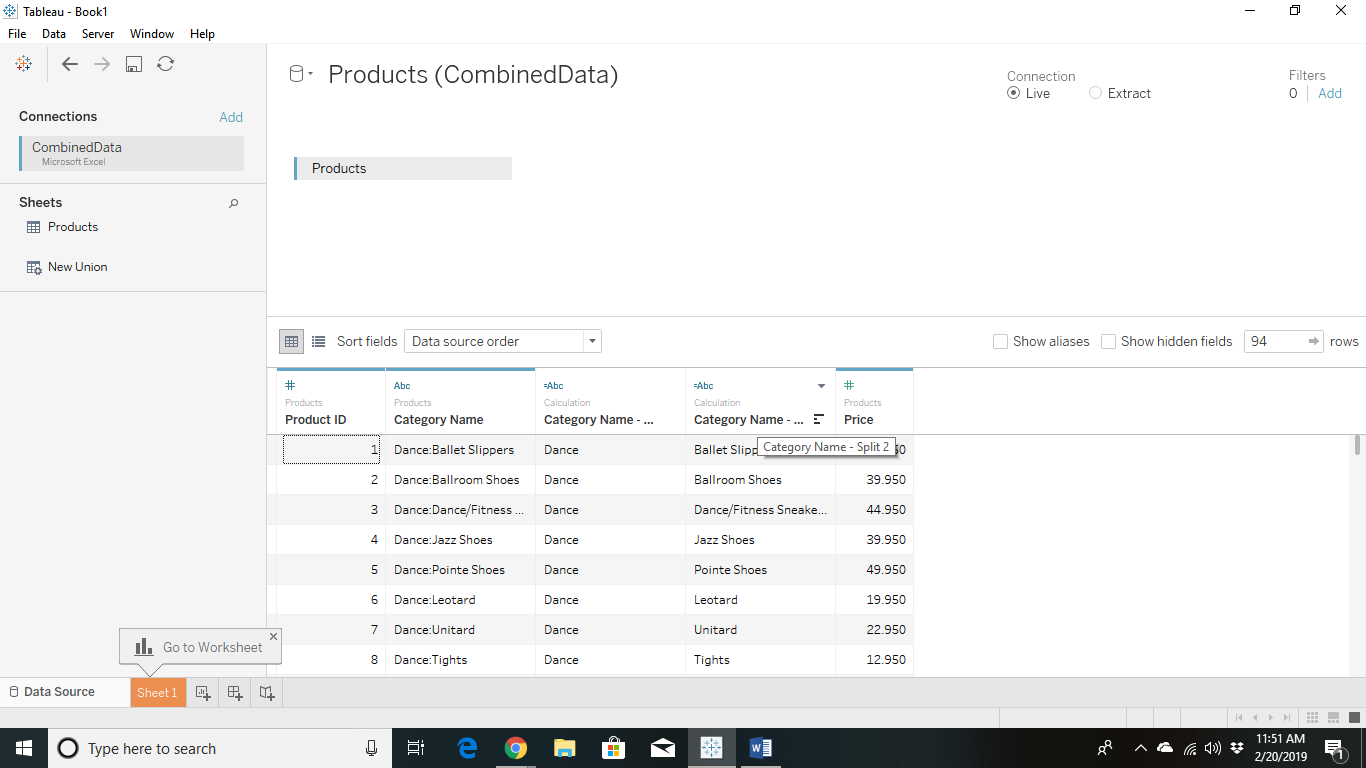 Tableau - Book1
File Data Server Window Help
Products (CombinedData)
Connection
Live Extract
Filters
0 Add
Connections Add
CombinedData
Microsoft Excel
Products
Sheets
Products
New Union
Sort fields Data source order
Show aliases Show hidden fields 94 rows
# Abc =Abc =Abc #
Products Products Calculation Calculation Products
Product ID Category Name Category Name - ... Category Name - ... Price
Category Name - Split 2
1 Dance:Ballet Slippers Dance Ballet Slipp
2 Dance:Ballroom Shoes Dance Ballroom Shoes 39.950
3 Dance:Dance/Fitness ... Dance Dance/Fitness Sneake... 44.950
4 Dance:Jazz Shoes Dance Jazz Shoes 39.950
5 Dance:Pointe Shoes Dance Pointe Shoes 49.950
6 Dance:Leotard Dance Leotard 19.950
7 Dance:Unitard Dance Unitard 22.950
8 Dance:Tights Dance Tights 12.950
Go to Worksheet
Data Source Sheet 1
Type here to search
11:51 AM
2/20/2019
1